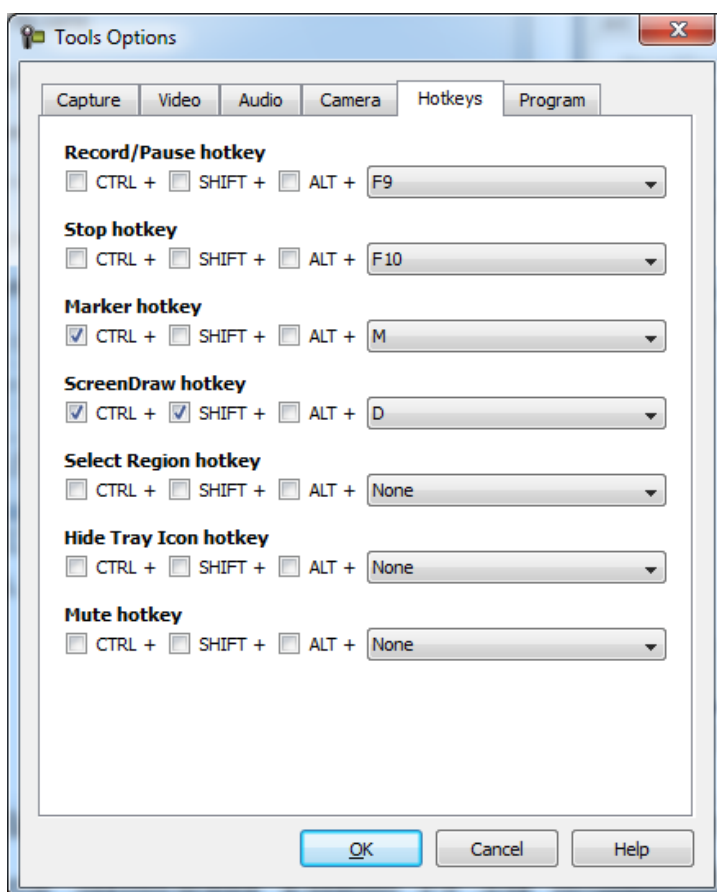 Tools Options
Capture Video Audio Camera Hotkeys Program
Record/Pause hotkey
CTRL + SHIFT + ALT + F9
Stop hotkey
CTRL + SHIFT + ALT + F10
Marker hotkey
CTRL + SHIFT + ALT + M
ScreenDraw hotkey
CTRL + SHIFT + ALT + D
Select Region hotkey
CTRL + SHIFT + ALT + None
Hide Tray Icon hotkey
CTRL + SHIFT + ALT + None
Mute hotkey
CTRL + SHIFT + ALT + None
OK Cancel Help